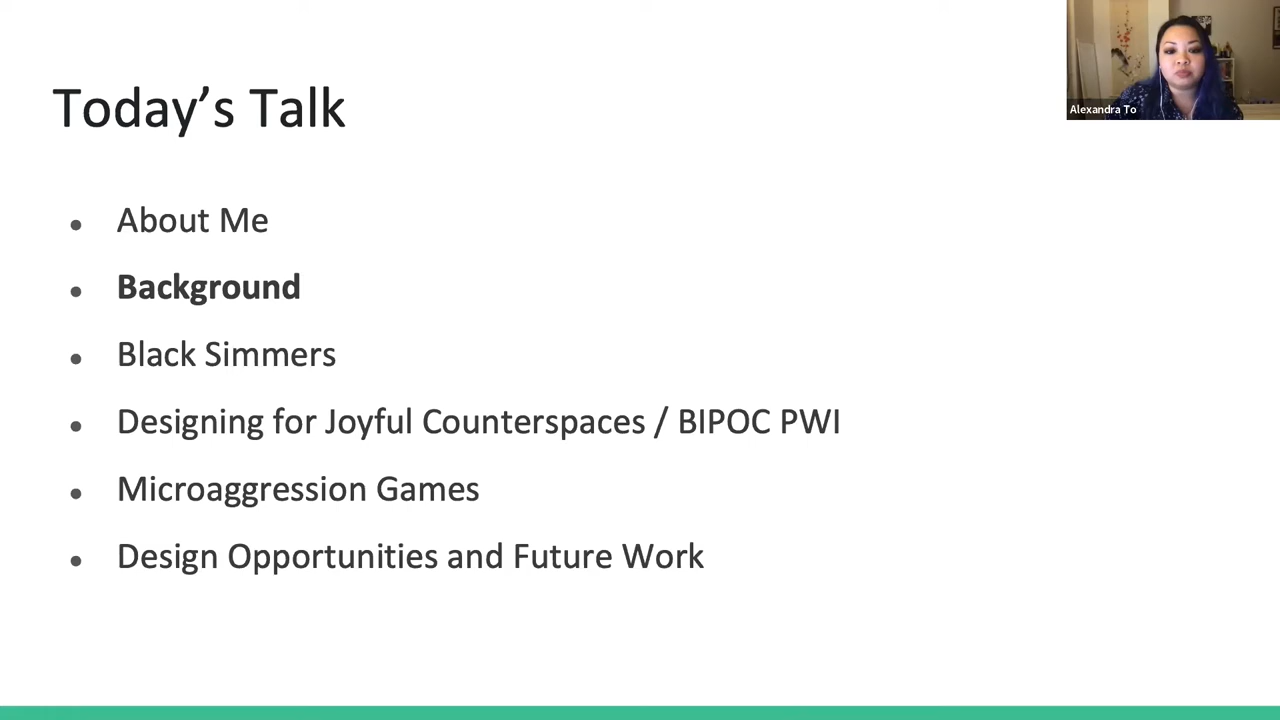 Today’s Talk
Alexandra To
● About Me
● Background
● Black Simmers
● Designing for Joyful Counterspaces / BIPOC PWI
● Microaggression Games
● Design Opportunities and Future Work